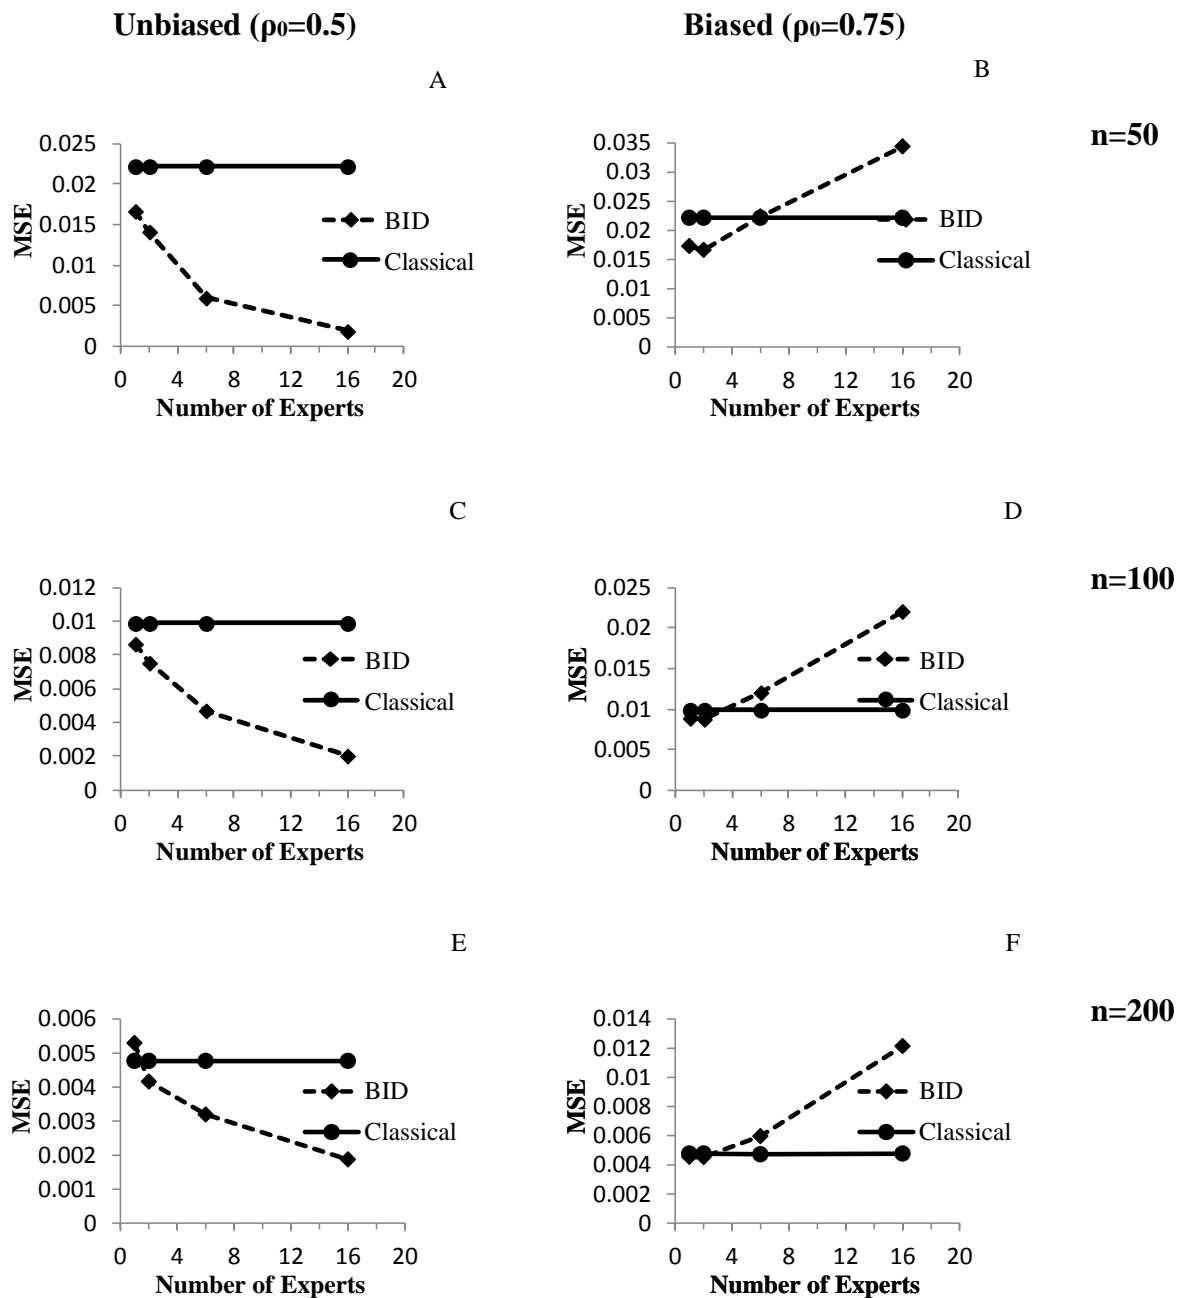 Unbiased (ρ0=0.5)
Biased (ρ0=0.75)
A
0.025
0.02
0.015
0.01
0.005
0
MSE
BID
Classical
0 4 8 12 16 20
Number of Experts
B
n=50
0.035
0.03
0.025
0.02
0.015
0.01
0.005
0
MSE
BID
Classical
0 4 8 12 16 20
Number of Experts
C
0.012
0.01
0.008
0.006
0.004
0.002
0
MSE
BID
Classical
0 4 8 12 16 20
Number of Experts
D
n=100
0.025
0.02
0.015
0.01
0.005
0
MSE
BID
Classical
0 4 8 12 16 20
Number of Experts
E
0.006
0.005
0.004
0.003
0.002
0.001
0
MSE
BID
Classical
0 4 8 12 16 20
Number of Experts
F
n=200
0.014
0.012
0.01
0.008
0.006
0.004
0.002
0
MSE
BID
Classical
0 4 8 12 16 20
Number of Experts